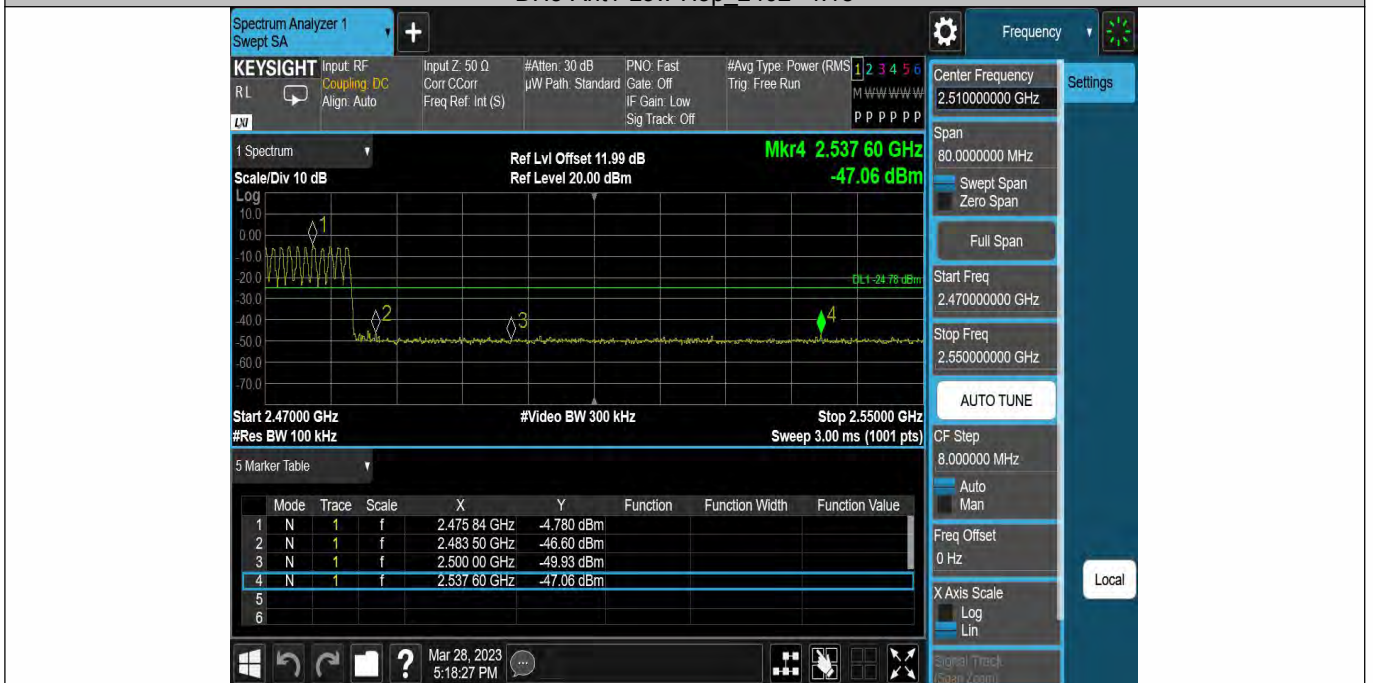 Spectrum Analyzer 1
Swept SA
+
Frequency
KEYSIGHT
RL
LXI
Input: RF
Coupling: DC
Align: Auto
Input Z: 50 Ω
Corr CCorr
Freq Ref: Int (S)
#Atten: 30 dB
µW Path: Standard
PNO: Fast
Gate: Off
IF Gain: Low
Sig Track: Off
#Avg Type: Power (RMS
Trig: Free Run
1 2 3 4 5 6
M W W W W W
P P P P P P
1 Spectrum
Scale/Div 10 dB
Ref Lvl Offset 11.99 dB
Ref Level 20.00 dBm
Mkr4 2.537 60 GHz
-47.06 dBm
Log
10.0
0.00
-10.0
-20.0
-30.0
-40.0
-50.0
-60.0
-70.0
1
2
3
4
DL1 -24.78 dBm
Start 2.47000 GHz
#Video BW 300 kHz
Stop 2.55000 GHz
#Res BW 100 kHz
Sweep 3.00 ms (1001 pts)
5 Marker Table
Mode Trace Scale X Y Function Function Width Function Value
1 N 1 f 2.475 84 GHz -4.780 dBm
2 N 1 f 2.483 50 GHz -46.60 dBm
3 N 1 f 2.500 00 GHz -49.93 dBm
4 N 1 f 2.537 60 GHz -47.06 dBm
5
6
Center Frequency
2.510000000 GHz
Settings
Span
80.0000000 MHz
Swept Span
Zero Span
Full Span
Start Freq
2.470000000 GHz
Stop Freq
2.550000000 GHz
AUTO TUNE
CF Step
8.000000 MHz
Auto
Man
Freq Offset
0 Hz
X Axis Scale
Log
Lin
Signal Track
(Span Zoom)
Local
?
Mar 28, 2023
5:18:27 PM